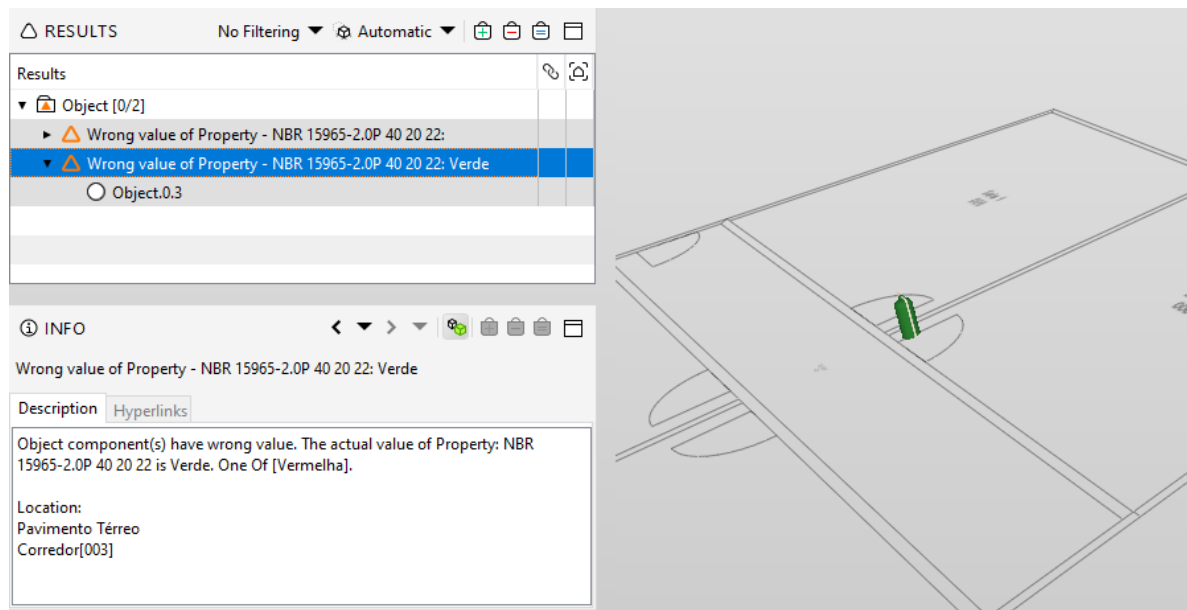 RESULTS No Filtering Automatic
Results
Object [0/2]
Wrong value of Property - NBR 15965-2.0P 40 20 22:
Wrong value of Property - NBR 15965-2.0P 40 20 22: Verde
Object.0.3
INFO
Wrong value of Property - NBR 15965-2.0P 40 20 22: Verde
Description Hyperlinks
Object component(s) have wrong value. The actual value of Property: NBR
15965-2.0P 40 20 22 is Verde. One Of [Vermelha].
Location:
Pavimento Térreo
Corredor[003]